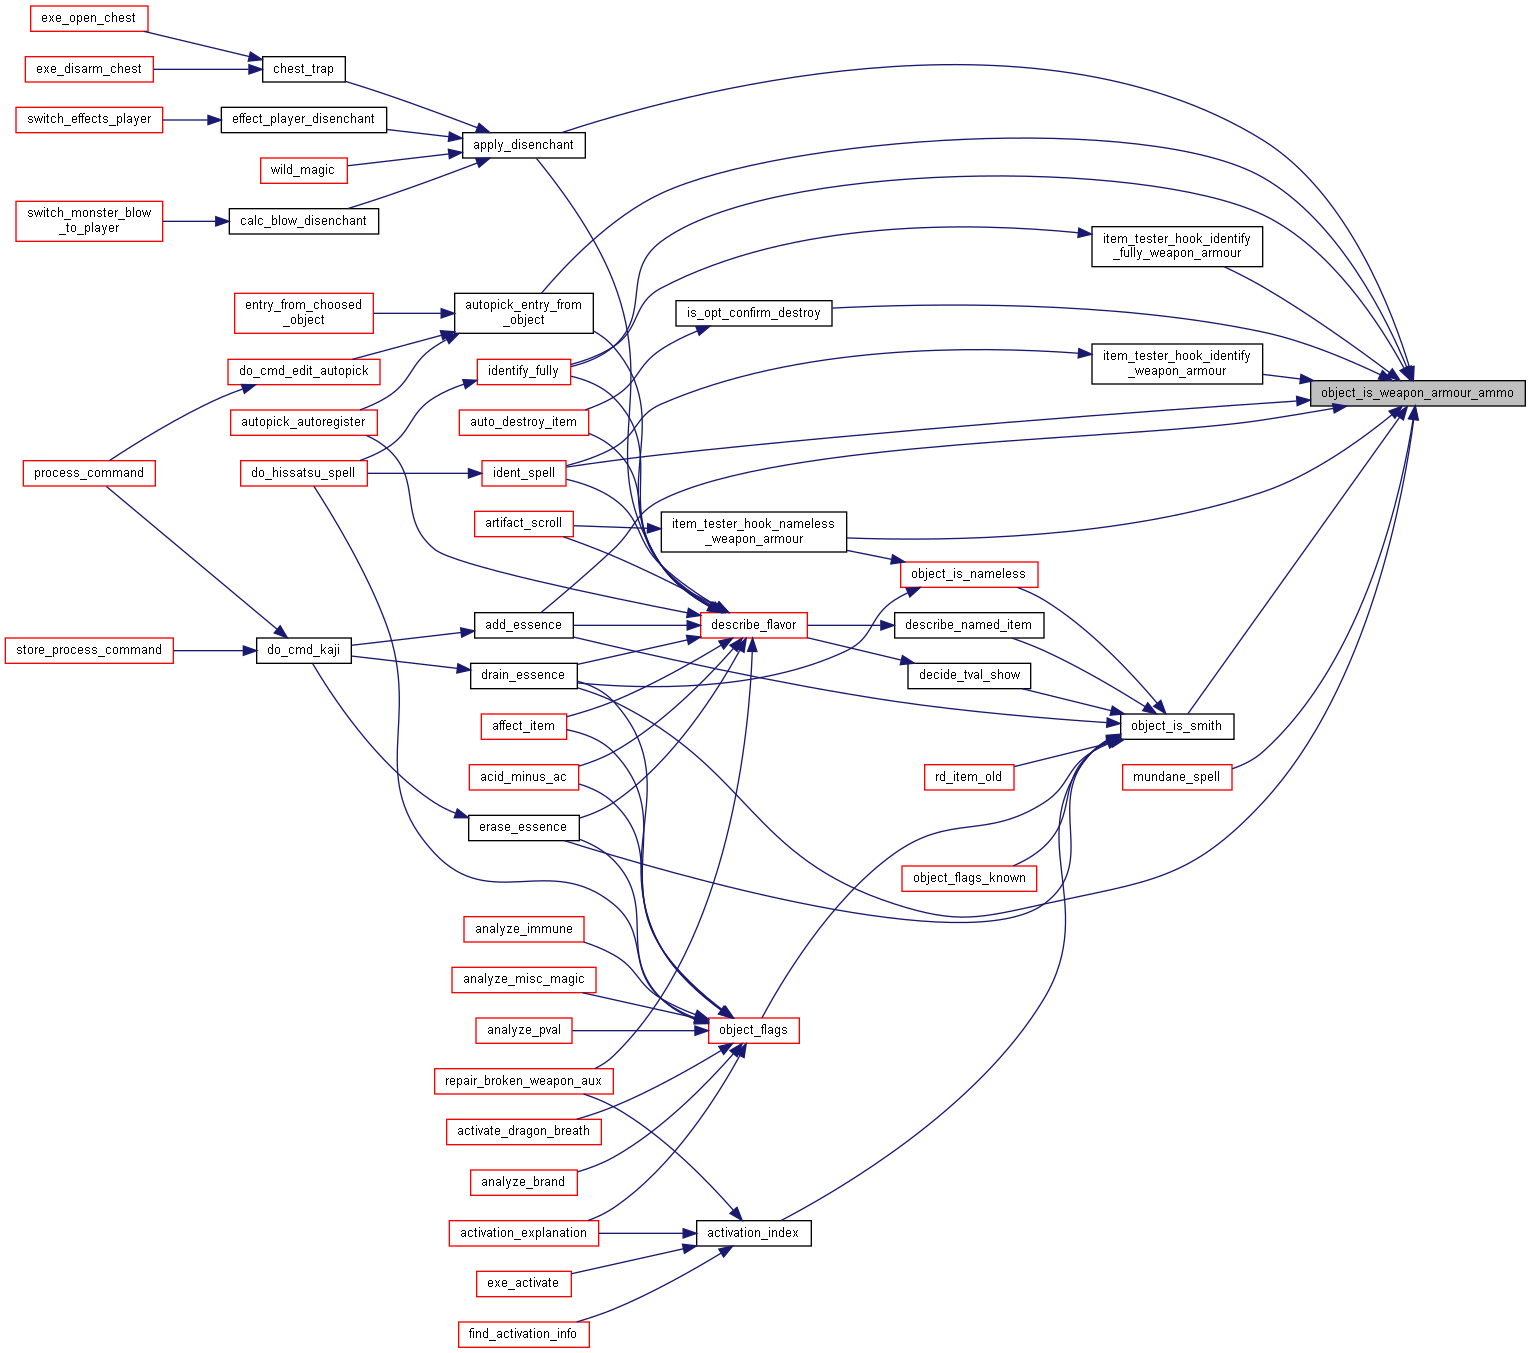 exe_open_chest
exe_disarm_chest
chest_trap
switch_effects_player
effect_player_disenchant
apply_disenchant
wild_magic
switch_monster_blow
_to_player
calc_blow_disenchant
item_tester_hook_identify
_fully_weapon_armour
entry_from_choosed
_object
autopick_entry_from
_object
is_opt_confirm_destroy
do_cmd_edit_autopick
identify_fully
item_tester_hook_identify
_weapon_armour
object_is_weapon_armour_ammo
autopick_autoregister
auto_destroy_item
process_command
do_hissatsu_spell
ident_spell
artifact_scroll
item_tester_hook_nameless
_weapon_armour
object_is_nameless
add_essence
describe_flavor
describe_named_item
store_process_command
do_cmd_kaji
drain_essence
decide_tval_show
affect_item
object_is_smith
acid_minus_ac
rd_item_old
mundane_spell
erase_essence
object_flags_known
analyze_immune
analyze_misc_magic
analyze_pval
object_flags
repair_broken_weapon_aux
activate_dragon_breath
analyze_brand
activation_explanation
activation_index
exe_activate
find_activation_info